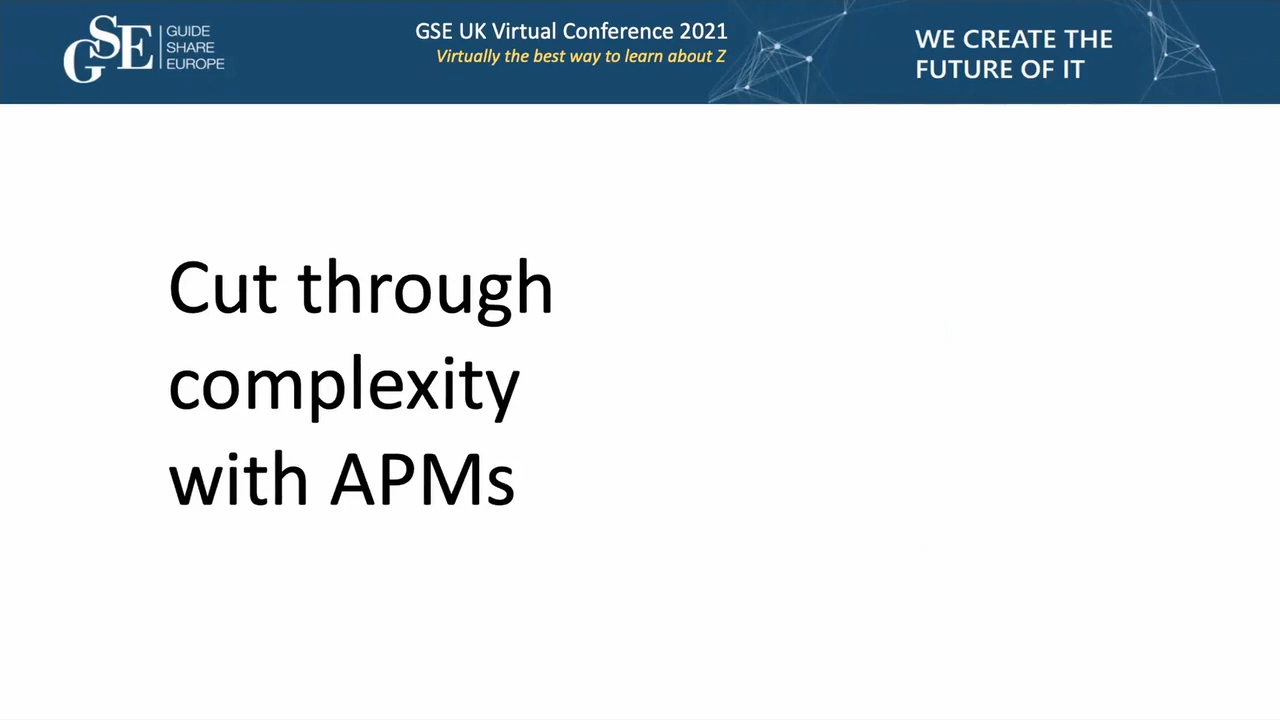 GSE
GUIDE
SHARE
EUROPE
GSE UK Virtual Conference 2021
Virtually the best way to learn about Z
WE CREATE THE
FUTURE OF IT
Cut through
complexity
with APMs